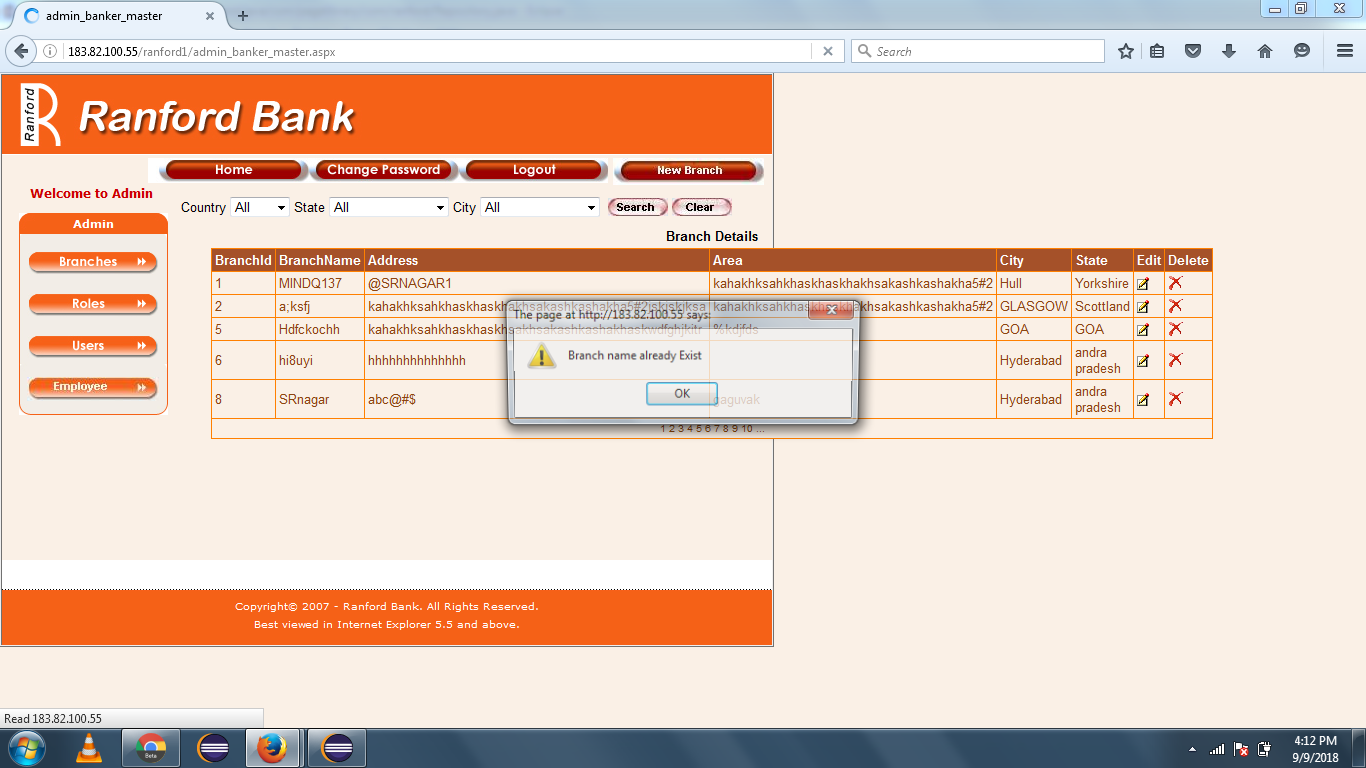 admin_banker_master
183.82.100.55/ranford1/admin_banker_master.aspx
Search
Ranford
Ranford Bank
Home Change Password Logout New Branch
Welcome to Admin
Country All State All City All Search Clear
Admin
Branch Details
Branches
Roles
Users
Employee
BranchId BranchName Address Area City State Edit Delete
1 MINDQ137 @SRNAGAR1 kahakhksahkhaskhaskhakhsakashkashakha5#2 Hull Yorkshire
2 a;ksfj GLASGOW Scottland
5 Hdfckochh %kdjfds GOA GOA
6 hi8uyi hhhhhhhhhhhhhh Hyderabad andra
pradesh
8 SRnagar abc@#$ gaguvak Hyderabad andra
pradesh
1 2 3 4 5 6 7 8 9 10 ...
The page at http://183.82.100.55 says:
Branch name already Exist
OK
Copyright© 2007 - Ranford Bank. All Rights Reserved.
Best viewed in Internet Explorer 5.5 and above.
Read 183.82.100.55
Beta
4:12 PM
9/9/2018